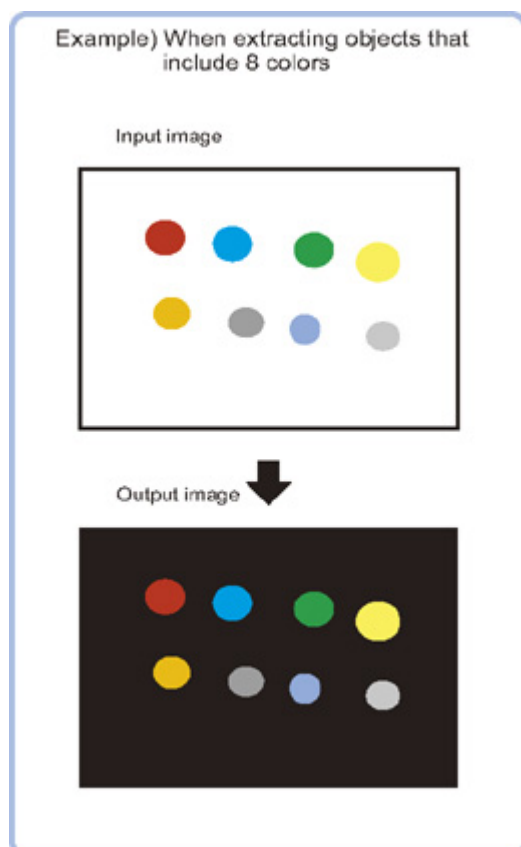 Example) When extracting objects that
include 8 colors
Input image
Output image